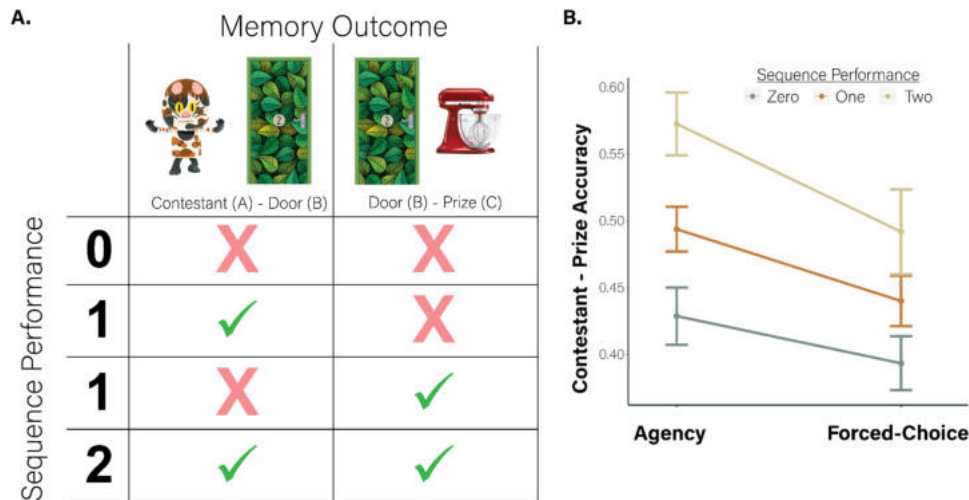 A.
Memory Outcome
Contestant (A) - Door (B)
Door (B) - Prize (C)
Sequence Performance
0
1
1
2
B.
Sequence Performance
Zero
One
Two
Contestant - Prize Accuracy
0.60
0.55
0.50
0.45
0.40
Agency
Forced-Choice